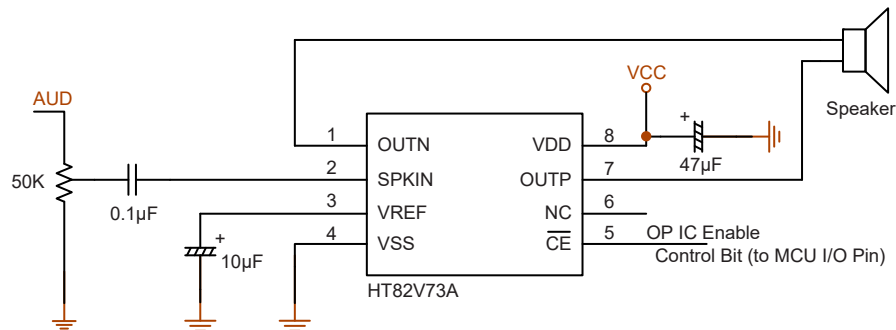 VCC
Speaker
AUD
+
1
OUTN
VDD
8
47µF
50K
0.1µF
2
SPKIN
OUTP
7
3
VREF
NC
6
+
10µF
4
VSS
CE
5
OP IC Enable
Control Bit (to MCU I/O Pin)
HT82V73A